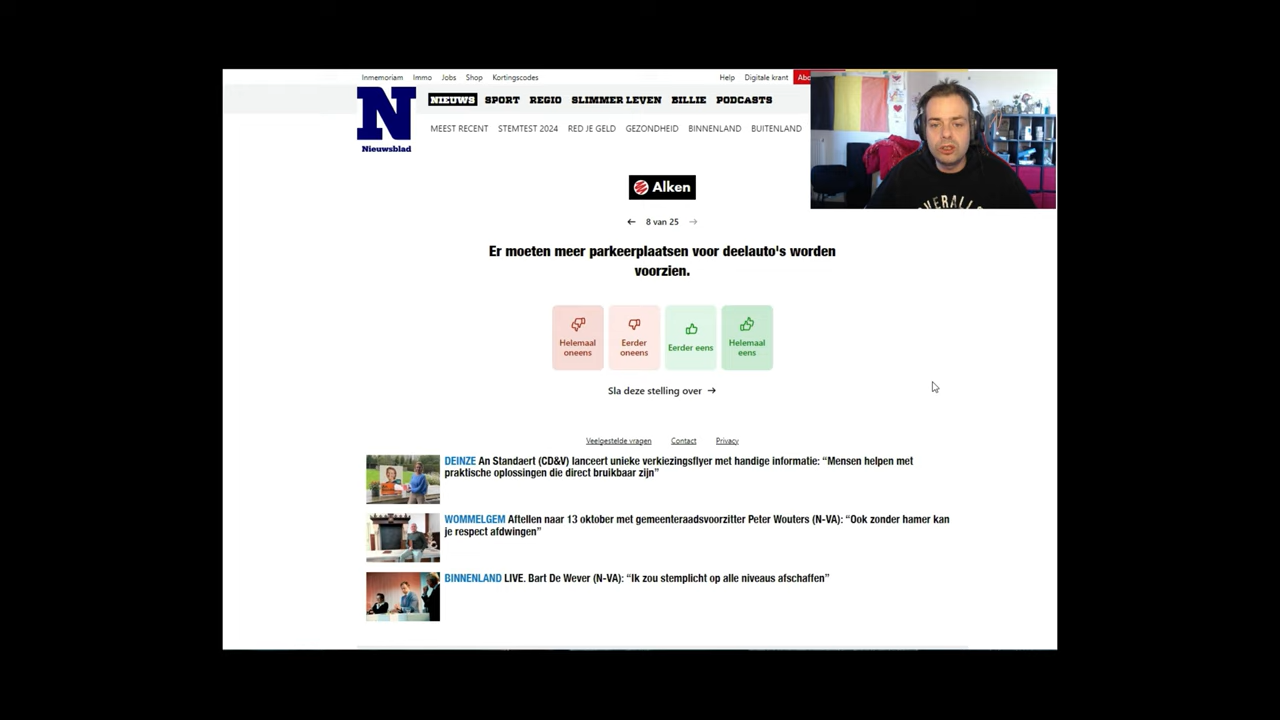 Inmemoriam Immo Jobs Shop Kortingscodes Help Digitale krant Abo
N
Nieuwsblad
NIEUWS SPORT REGIO SLIMMER LEVEN BILLIE PODCASTS
MEEST RECENT STEMTEST 2024 RED JE GELD GEZONDHEID BINNENLAND BUITENLAND
OVERALLS
Alken
← 8 van 25 →
Er moeten meer parkeerplaatsen voor deelauto's worden
voorzien.
Helemaal
oneens
Eerder
oneens
Eerder eens
Helemaal
eens
Sla deze stelling over →
Veelgestelde vragen Contact Privacy
DEINZE An Standaert (CD&V) lanceert unieke verkiezingsflyer met handige informatie: “Mensen helpen met
praktische oplossingen die direct bruikbaar zijn”
WOMMELGEM Aftellen naar 13 oktober met gemeenteraadsvoorzitter Peter Wouters (N-VA): “Ook zonder hamer kan
je respect afdwingen”
BINNENLAND LIVE. Bart De Wever (N-VA): “Ik zou stemplicht op alle niveaus afschaffen”